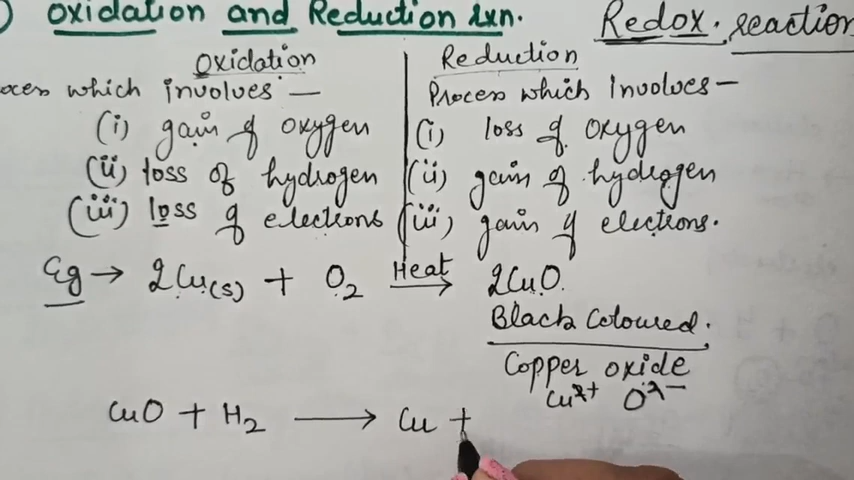 ) oxidation and Reduction rxn.
Redox. reaction
Oxidation
Reduction
ocess which involves —
Process which Involves —
(i) gain of oxygen
(i) loss of oxygen
(ii) loss of hydrogen
(ii) gain of hydrogen
(iii) loss of electrons
(iii) gain of electrons.
Eg → 2Cu(s) + O2 Heat → 2CuO.
Black Coloured.
Copper oxide
Cu2+ O2−
CuO + H2 → Cu +